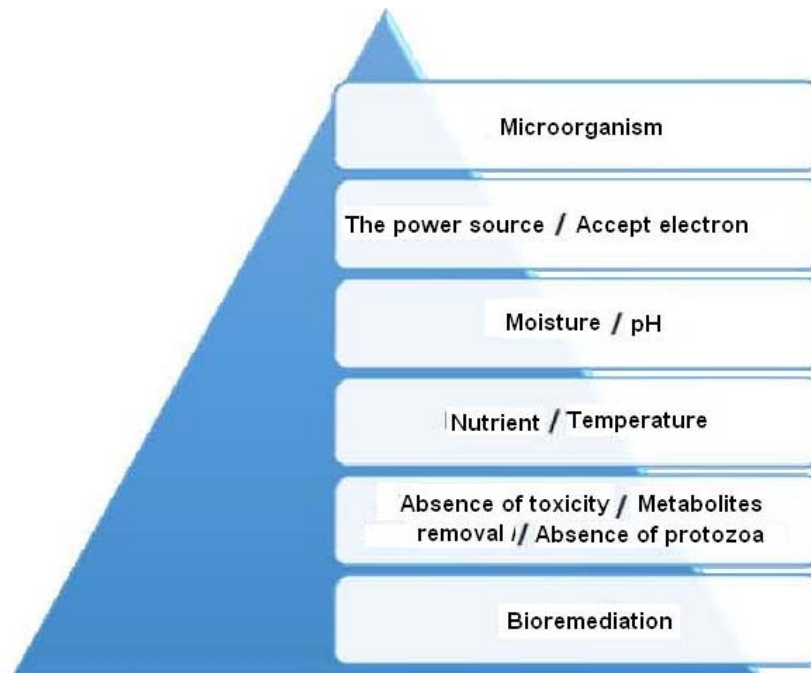 Microorganism
The power source / Accept electron
Moisture / pH
Nutrient / Temperature
Absence of toxicity / Metabolites
removal // Absence of protozoa
Bioremediation